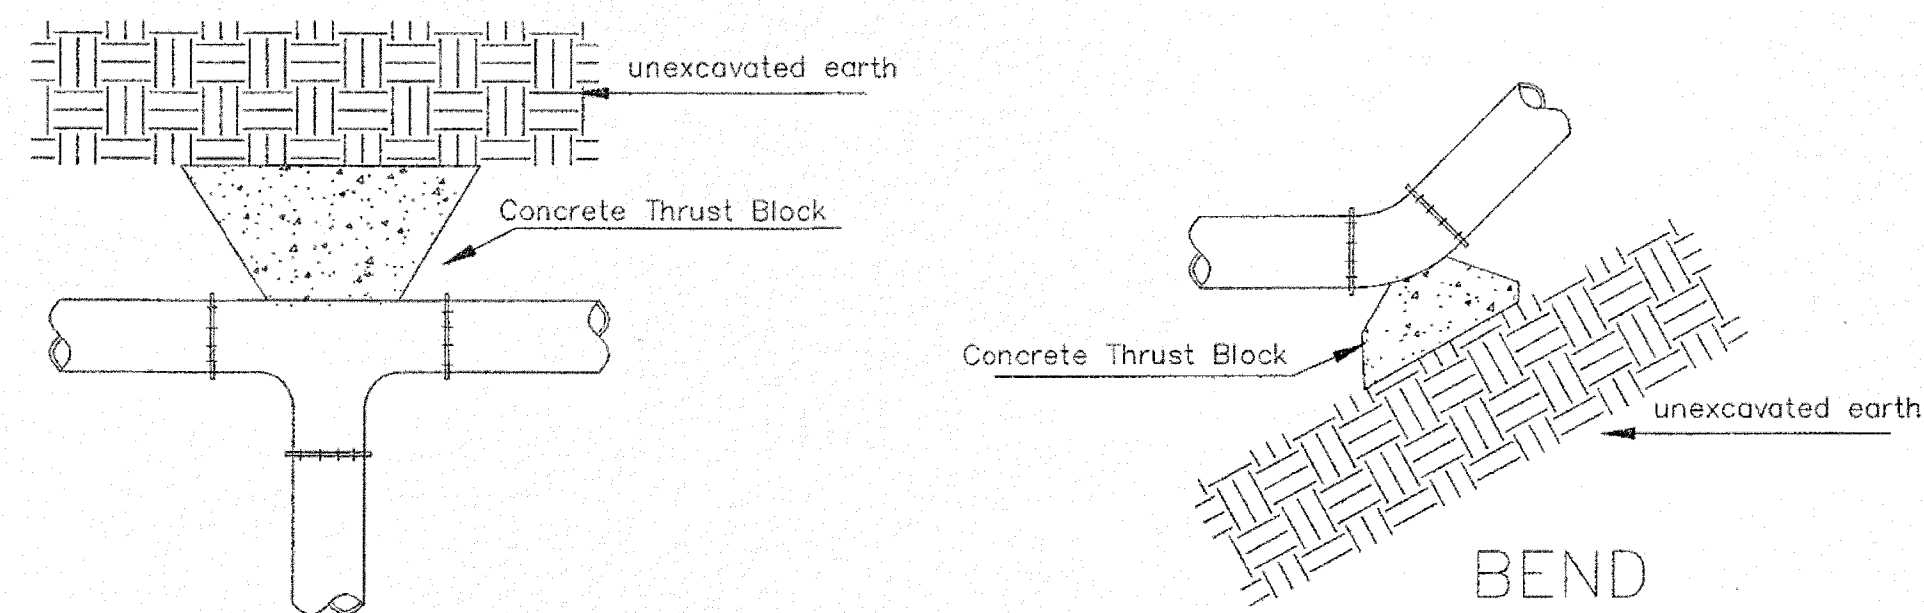 unexcavated earth
Concrete Thrust Block
Concrete Thrust Block
unexcavated earth
BEND